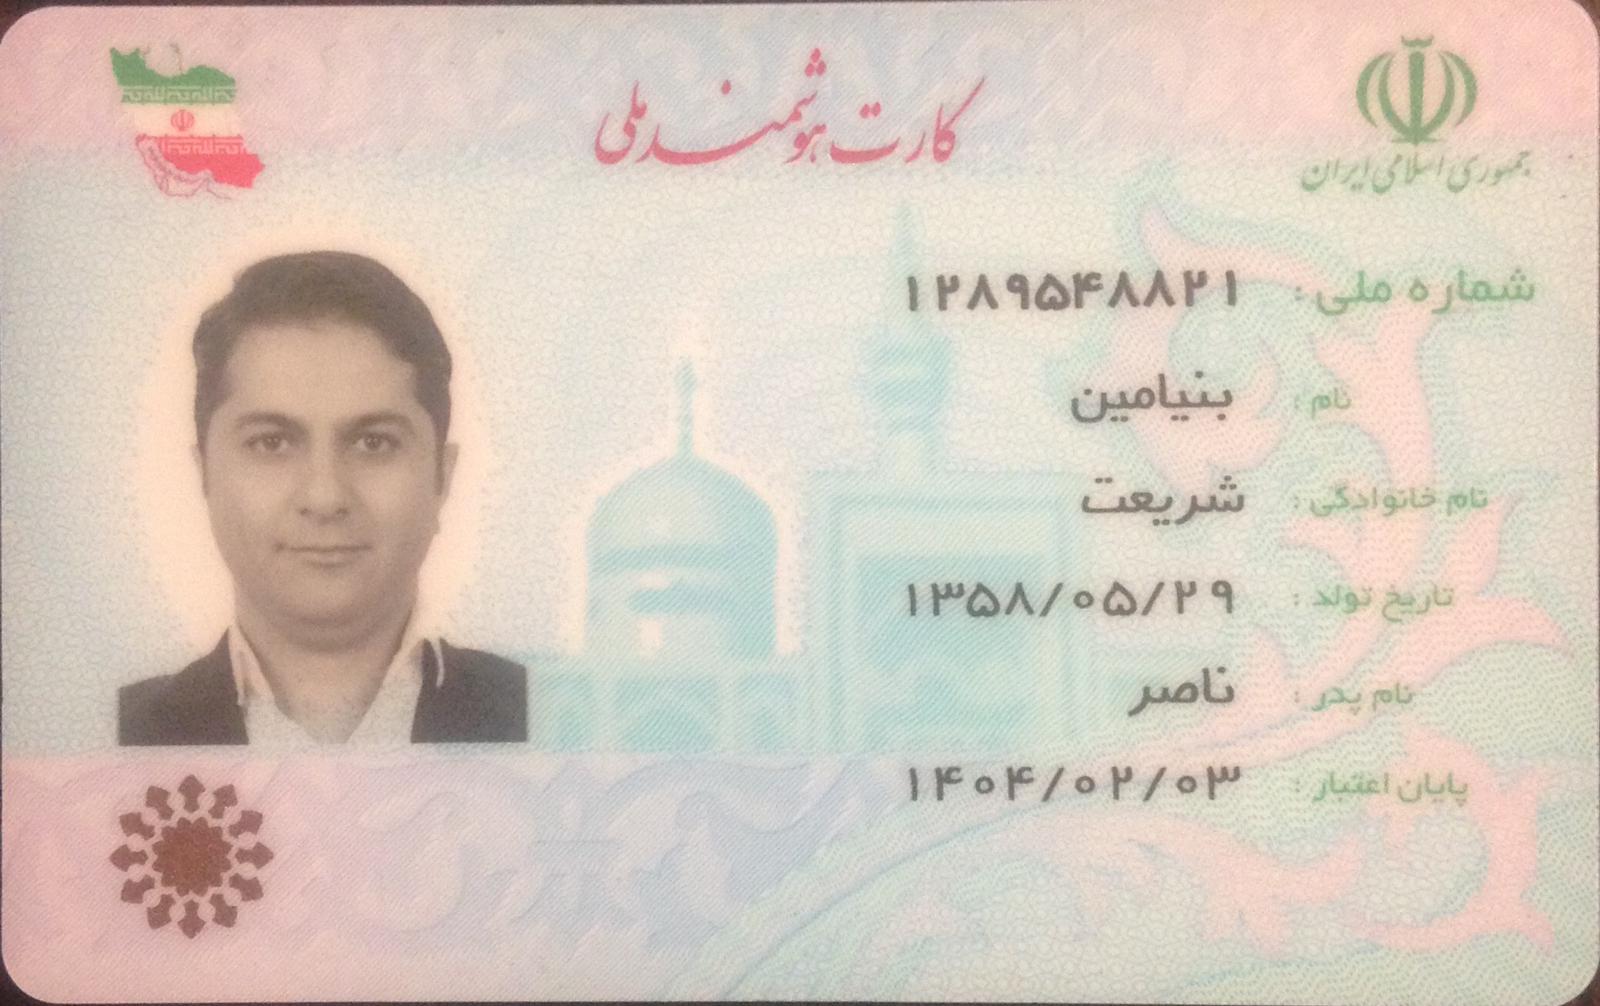 کارت هوشمند ملی
جمهوری اسلامی ایران
شماره ملی : ۱۲۸۹۵۴۸۸۲۱
نام : بنیامین
نام خانوادگی : شریعت
تاریخ تولد : ۱۳۵۸/۰۵/۲۹
نام پدر : ناصر
پایان اعتبار : ۱۴۰۴/۰۲/۰۳